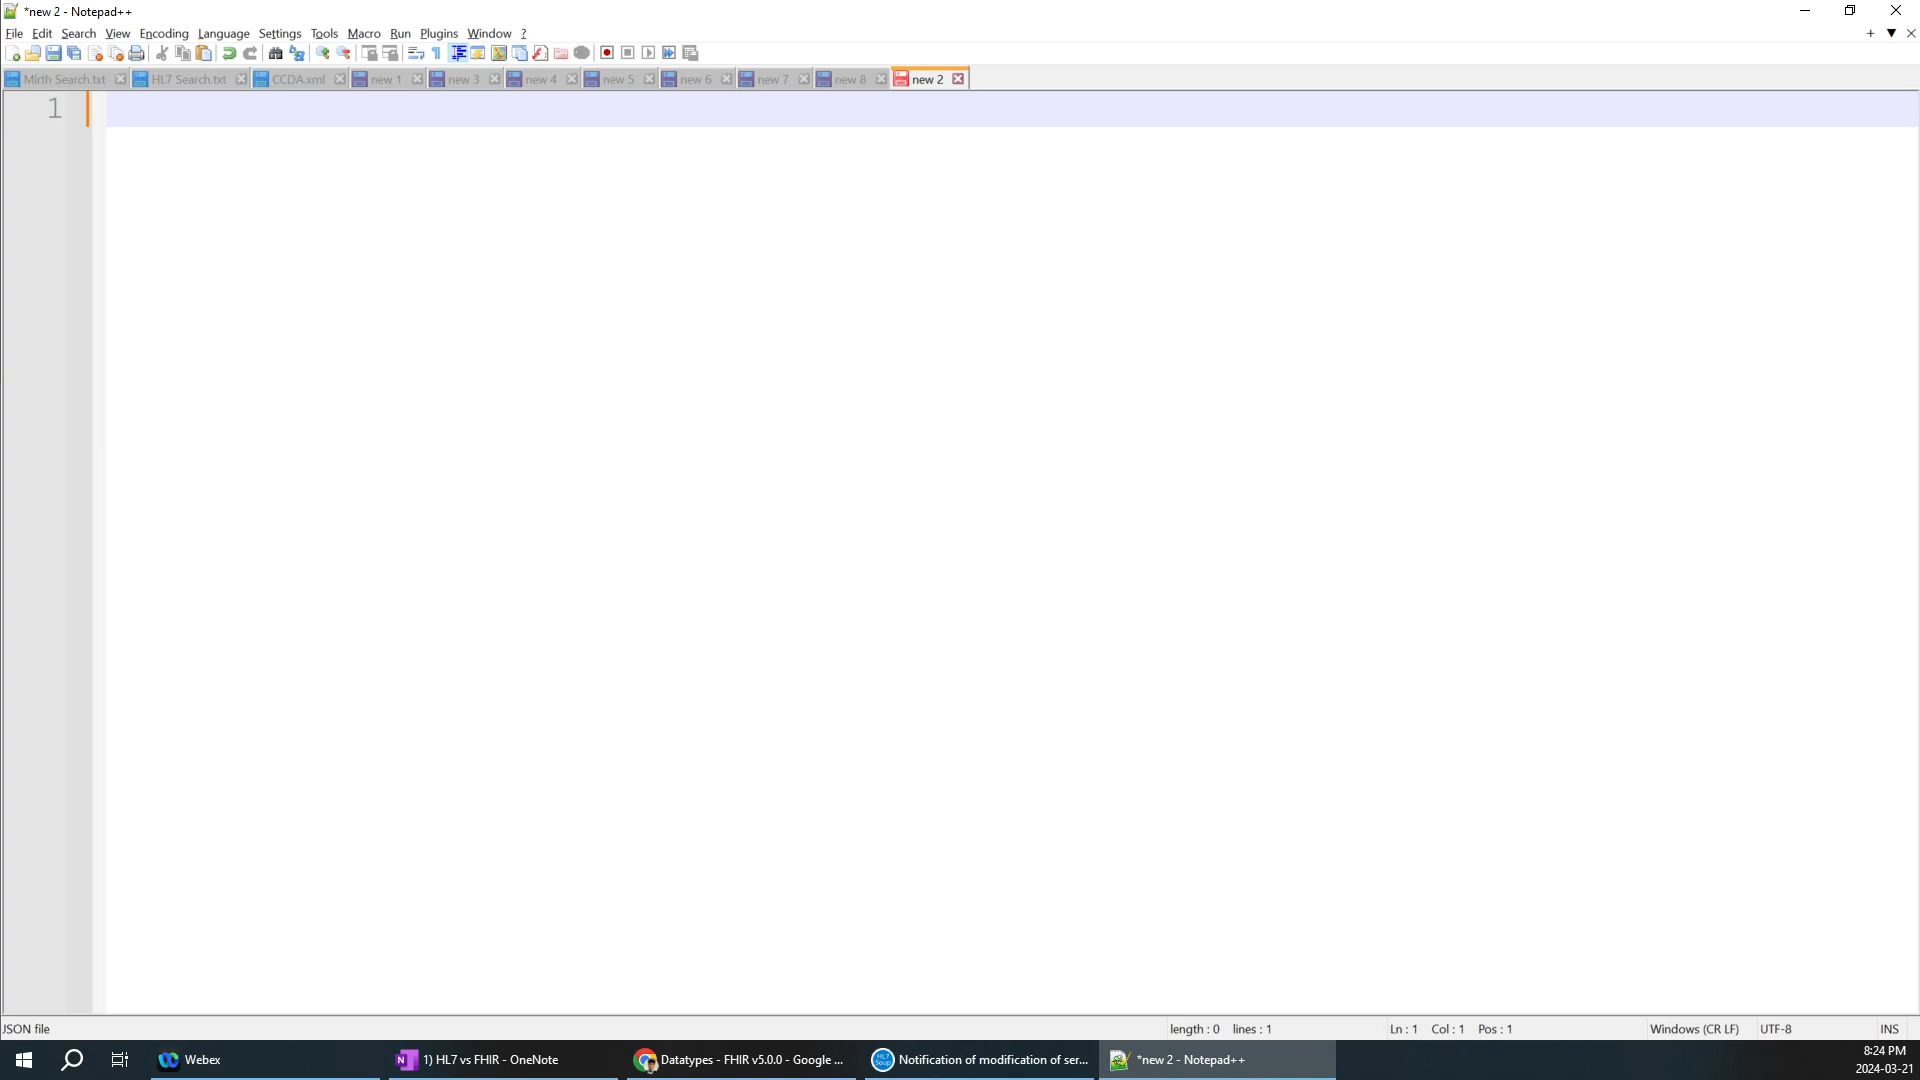 *new 2 - Notepad++
File Edit Search View Encoding Language Settings Tools Macro Run Plugins Window ?
Mirth Search.txt HL7 Search.txt CCDA.xml new 1 new 3 new 4 new 5 new 6 new 7 new 8 new 2
1
JSON file length : 0 lines : 1 Ln : 1 Col : 1 Pos : 1 Windows (CR LF) UTF-8 INS
Webex 1) HL7 vs FHIR - OneNote Datatypes - FHIR v5.0.0 - Google ... HL7 Soup Notification of modification of ser... *new 2 - Notepad++ 8:24 PM
2024-03-21